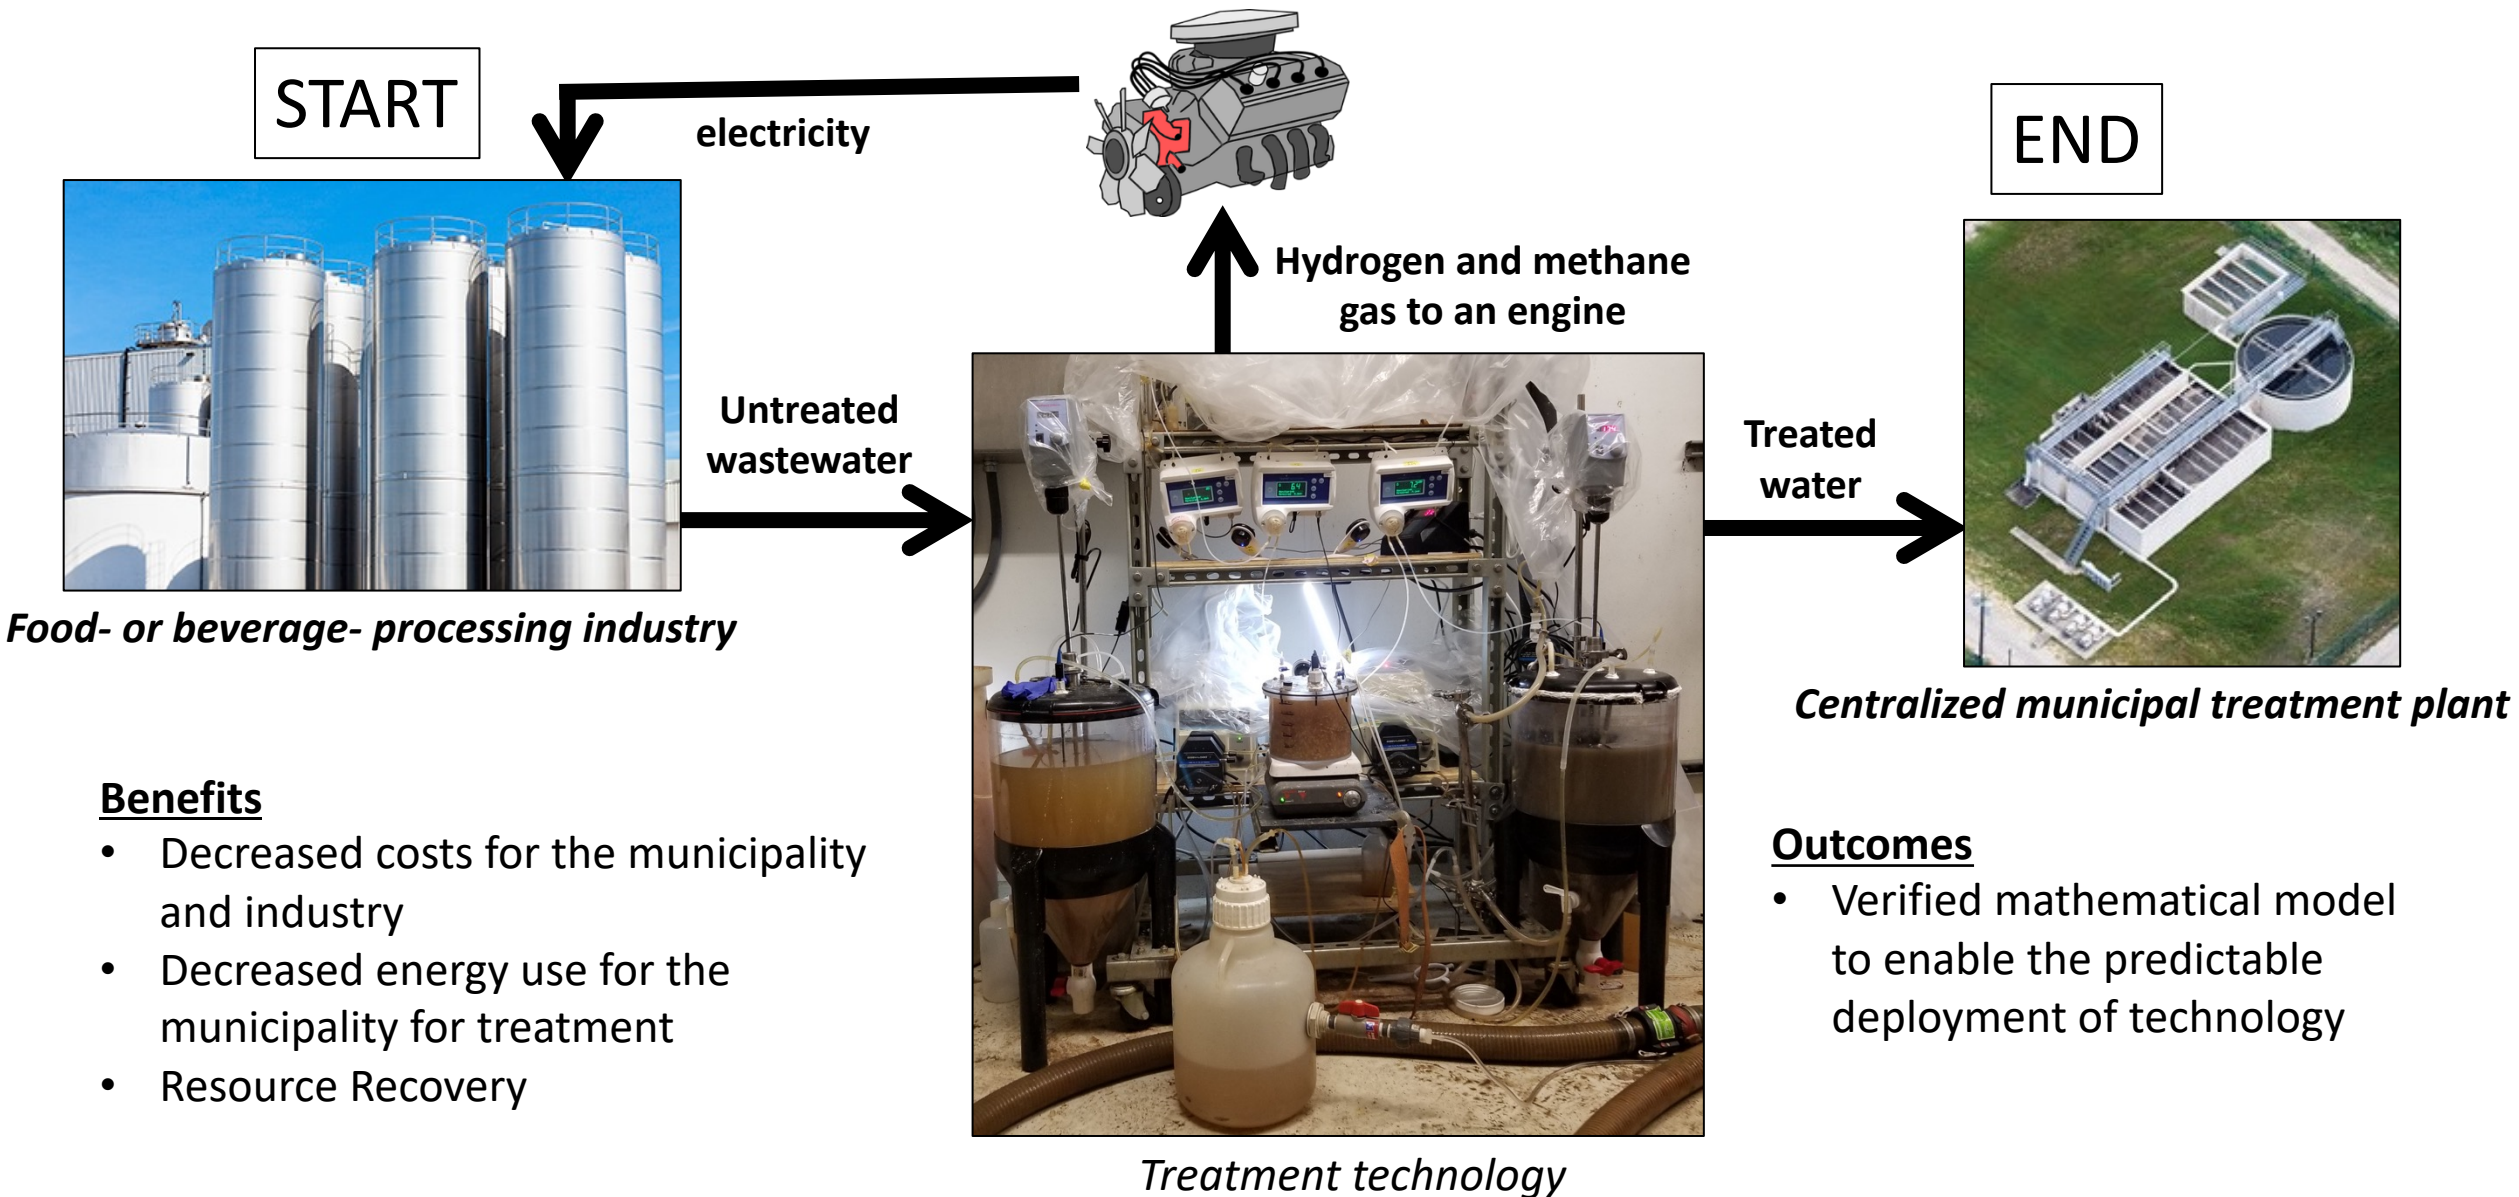 START
electricity
END
Hydrogen and methane
gas to an engine
Untreated
wastewater
Treated
water
Food- or beverage- processing industry
Centralized municipal treatment plant
Benefits
• Decreased costs for the municipality
and industry
• Decreased energy use for the
municipality for treatment
• Resource Recovery
Outcomes
• Verified mathematical model
to enable the predictable
deployment of technology
Treatment technology